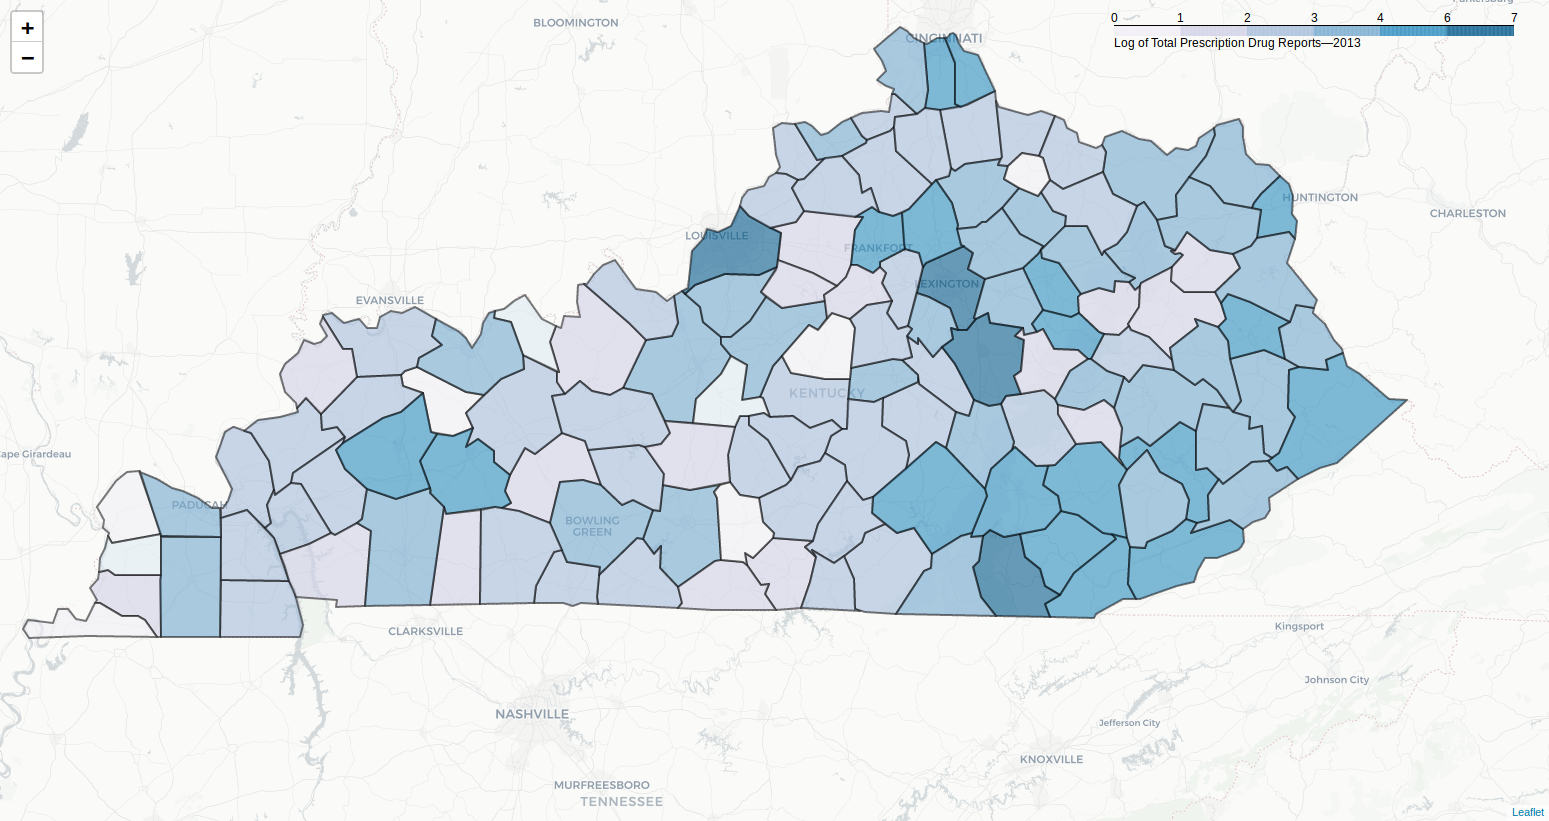 +
−
BLOOMINGTON
CINCINNATI
0 1 2 3 4 6 7
Log of Total Prescription Drug Reports—2013
HUNTINGTON
CHARLESTON
LOUISVILLE
FRANKFORT
LEXINGTON
EVANSVILLE
KENTUCKY
Cape Girardeau
PADUCAH
BOWLING
GREEN
CLARKSVILLE
Kingsport
Johnson City
NASHVILLE
Jefferson City
KNOXVILLE
MURFREESBORO
TENNESSEE
Leaflet